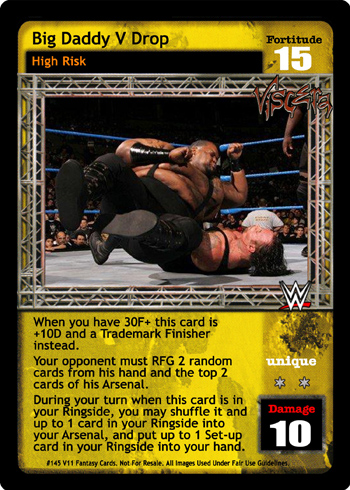 Big Daddy V Drop
Fortitude
15
High Risk
Viscera
W
When you have 30F+ this card is
+10D and a Trademark Finisher
instead.
Your opponent must RFG 2 random
cards from his hand and the top 2
cards of his Arsenal.
During your turn when this card is
in your Ringside, you may shuffle it and
up to 1 card in your Ringside into
your Arsenal, and put up to 1 Set-up
card in your Ringside into your hand.
unique
Damage
10
#145 V11 Fantasy Cards. Not For Resale. All Images Used Under Fair Use Guidelines.